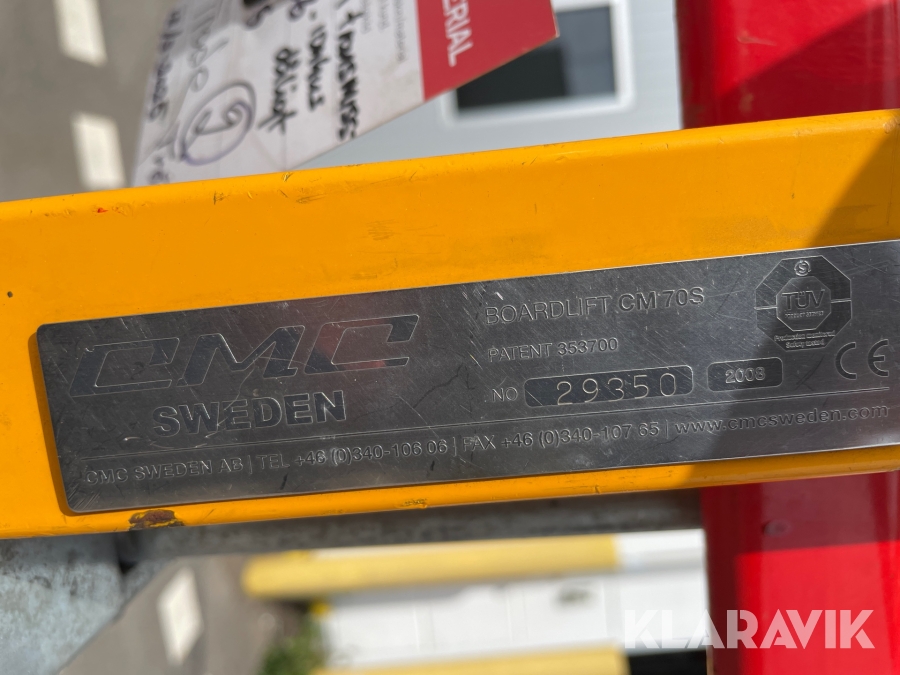 ERIAL
CMC
SWEDEN
BOARDLIFT CM70S
PATENT 353700
NO 29350 2008
TÜV
CE
CMC SWEDEN AB | TEL +46 (0)340-106 06 | FAX +46 (0)340-107 65 | www.cmcsweden.com
KLARAVIK